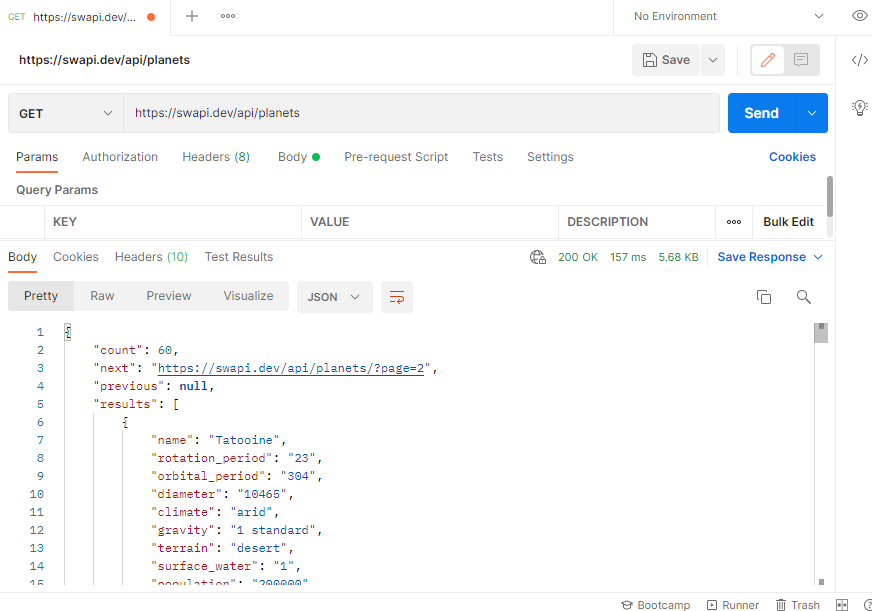 GET https://swapi.dev/...
No Environment
https://swapi.dev/api/planets
Save
GET
https://swapi.dev/api/planets
Send
Params Authorization Headers (8) Body Pre-request Script Tests Settings Cookies
Query Params
KEY VALUE DESCRIPTION Bulk Edit
Body Cookies Headers (10) Test Results 200 OK 157 ms 5.68 KB Save Response
Pretty Raw Preview Visualize JSON
1 {
2 "count": 60,
3 "next": "https://swapi.dev/api/planets/?page=2",
4 "previous": null,
5 "results": [
6 {
7 "name": "Tatooine",
8 "rotation_period": "23",
9 "orbital_period": "304",
10 "diameter": "10465",
11 "climate": "arid",
12 "gravity": "1 standard",
13 "terrain": "desert",
14 "surface_water": "1",
15 "population": "200000"
Bootcamp Runner Trash